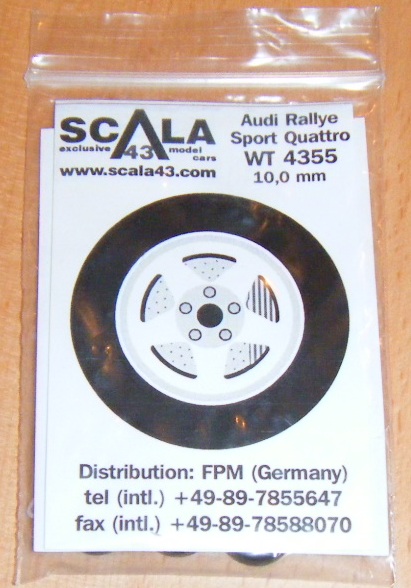 SCALA
exclusive 43 model cars
www.scala43.com
Audi Rallye
Sport Quattro
WT 4355
10,0 mm
Distribution: FPM (Germany)
tel (intl.) +49-89-7855647
fax (intl.) +49-89-78588070